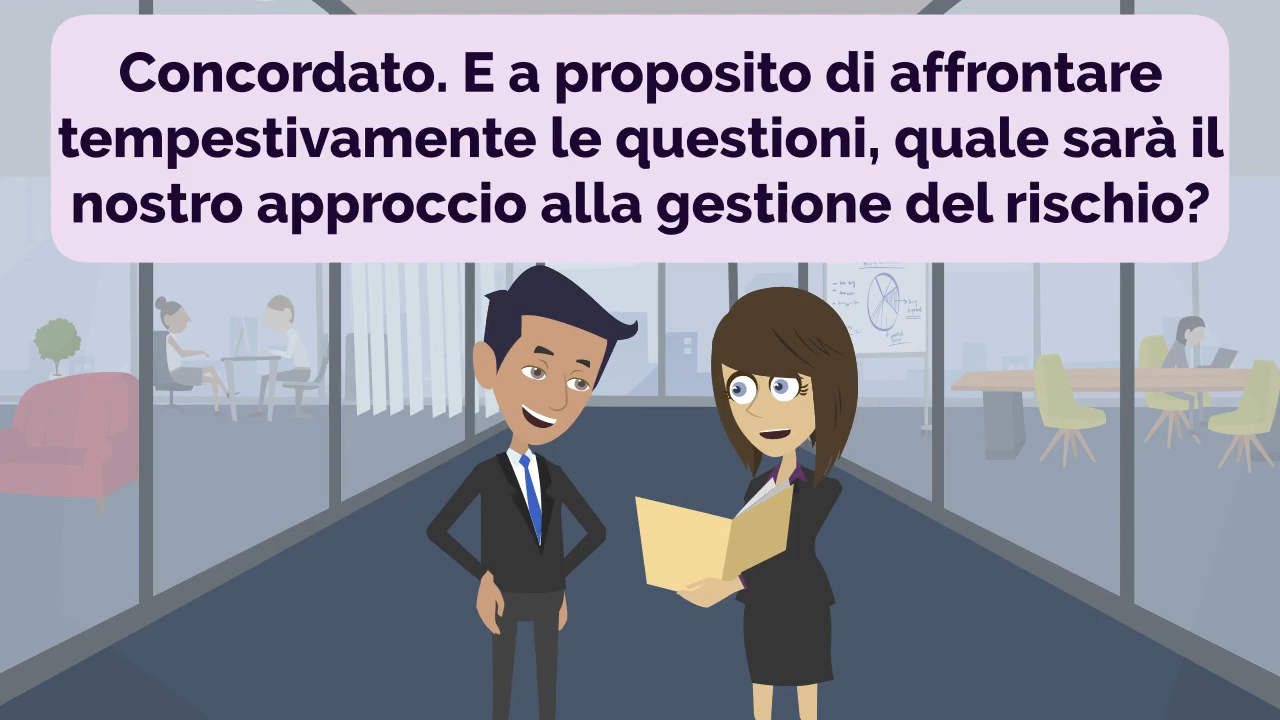 Concordato. E a proposito di affrontare
tempestivamente le questioni, quale sarà il
nostro approccio alla gestione del rischio?